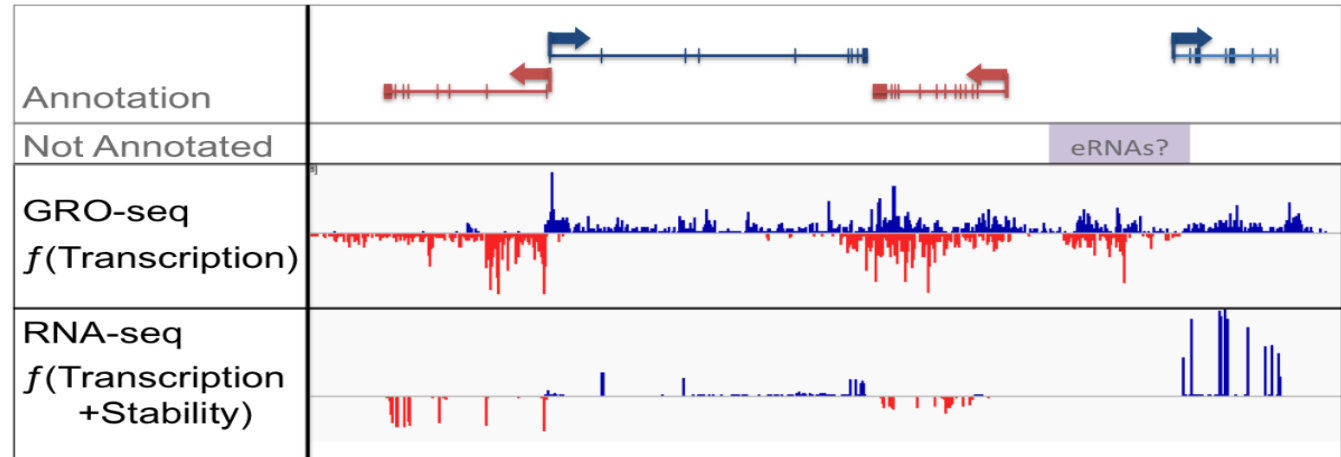 Annotation
Not Annotated
eRNAs?
GRO-seq
ƒ(Transcription)
RNA-seq
ƒ(Transcription
+Stability)